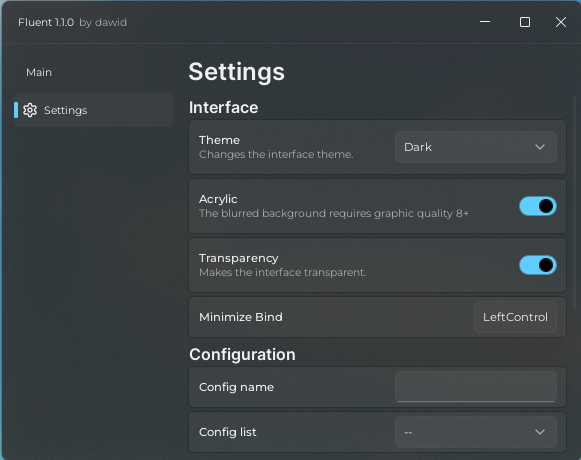 Fluent 1.1.0 by dawid
Main
Settings
Settings
Interface
Theme
Changes the interface theme.
Dark
Acrylic
The blurred background requires graphic quality 8+
Transparency
Makes the interface transparent.
Minimize Bind
LeftControl
Configuration
Config name
Config list
--